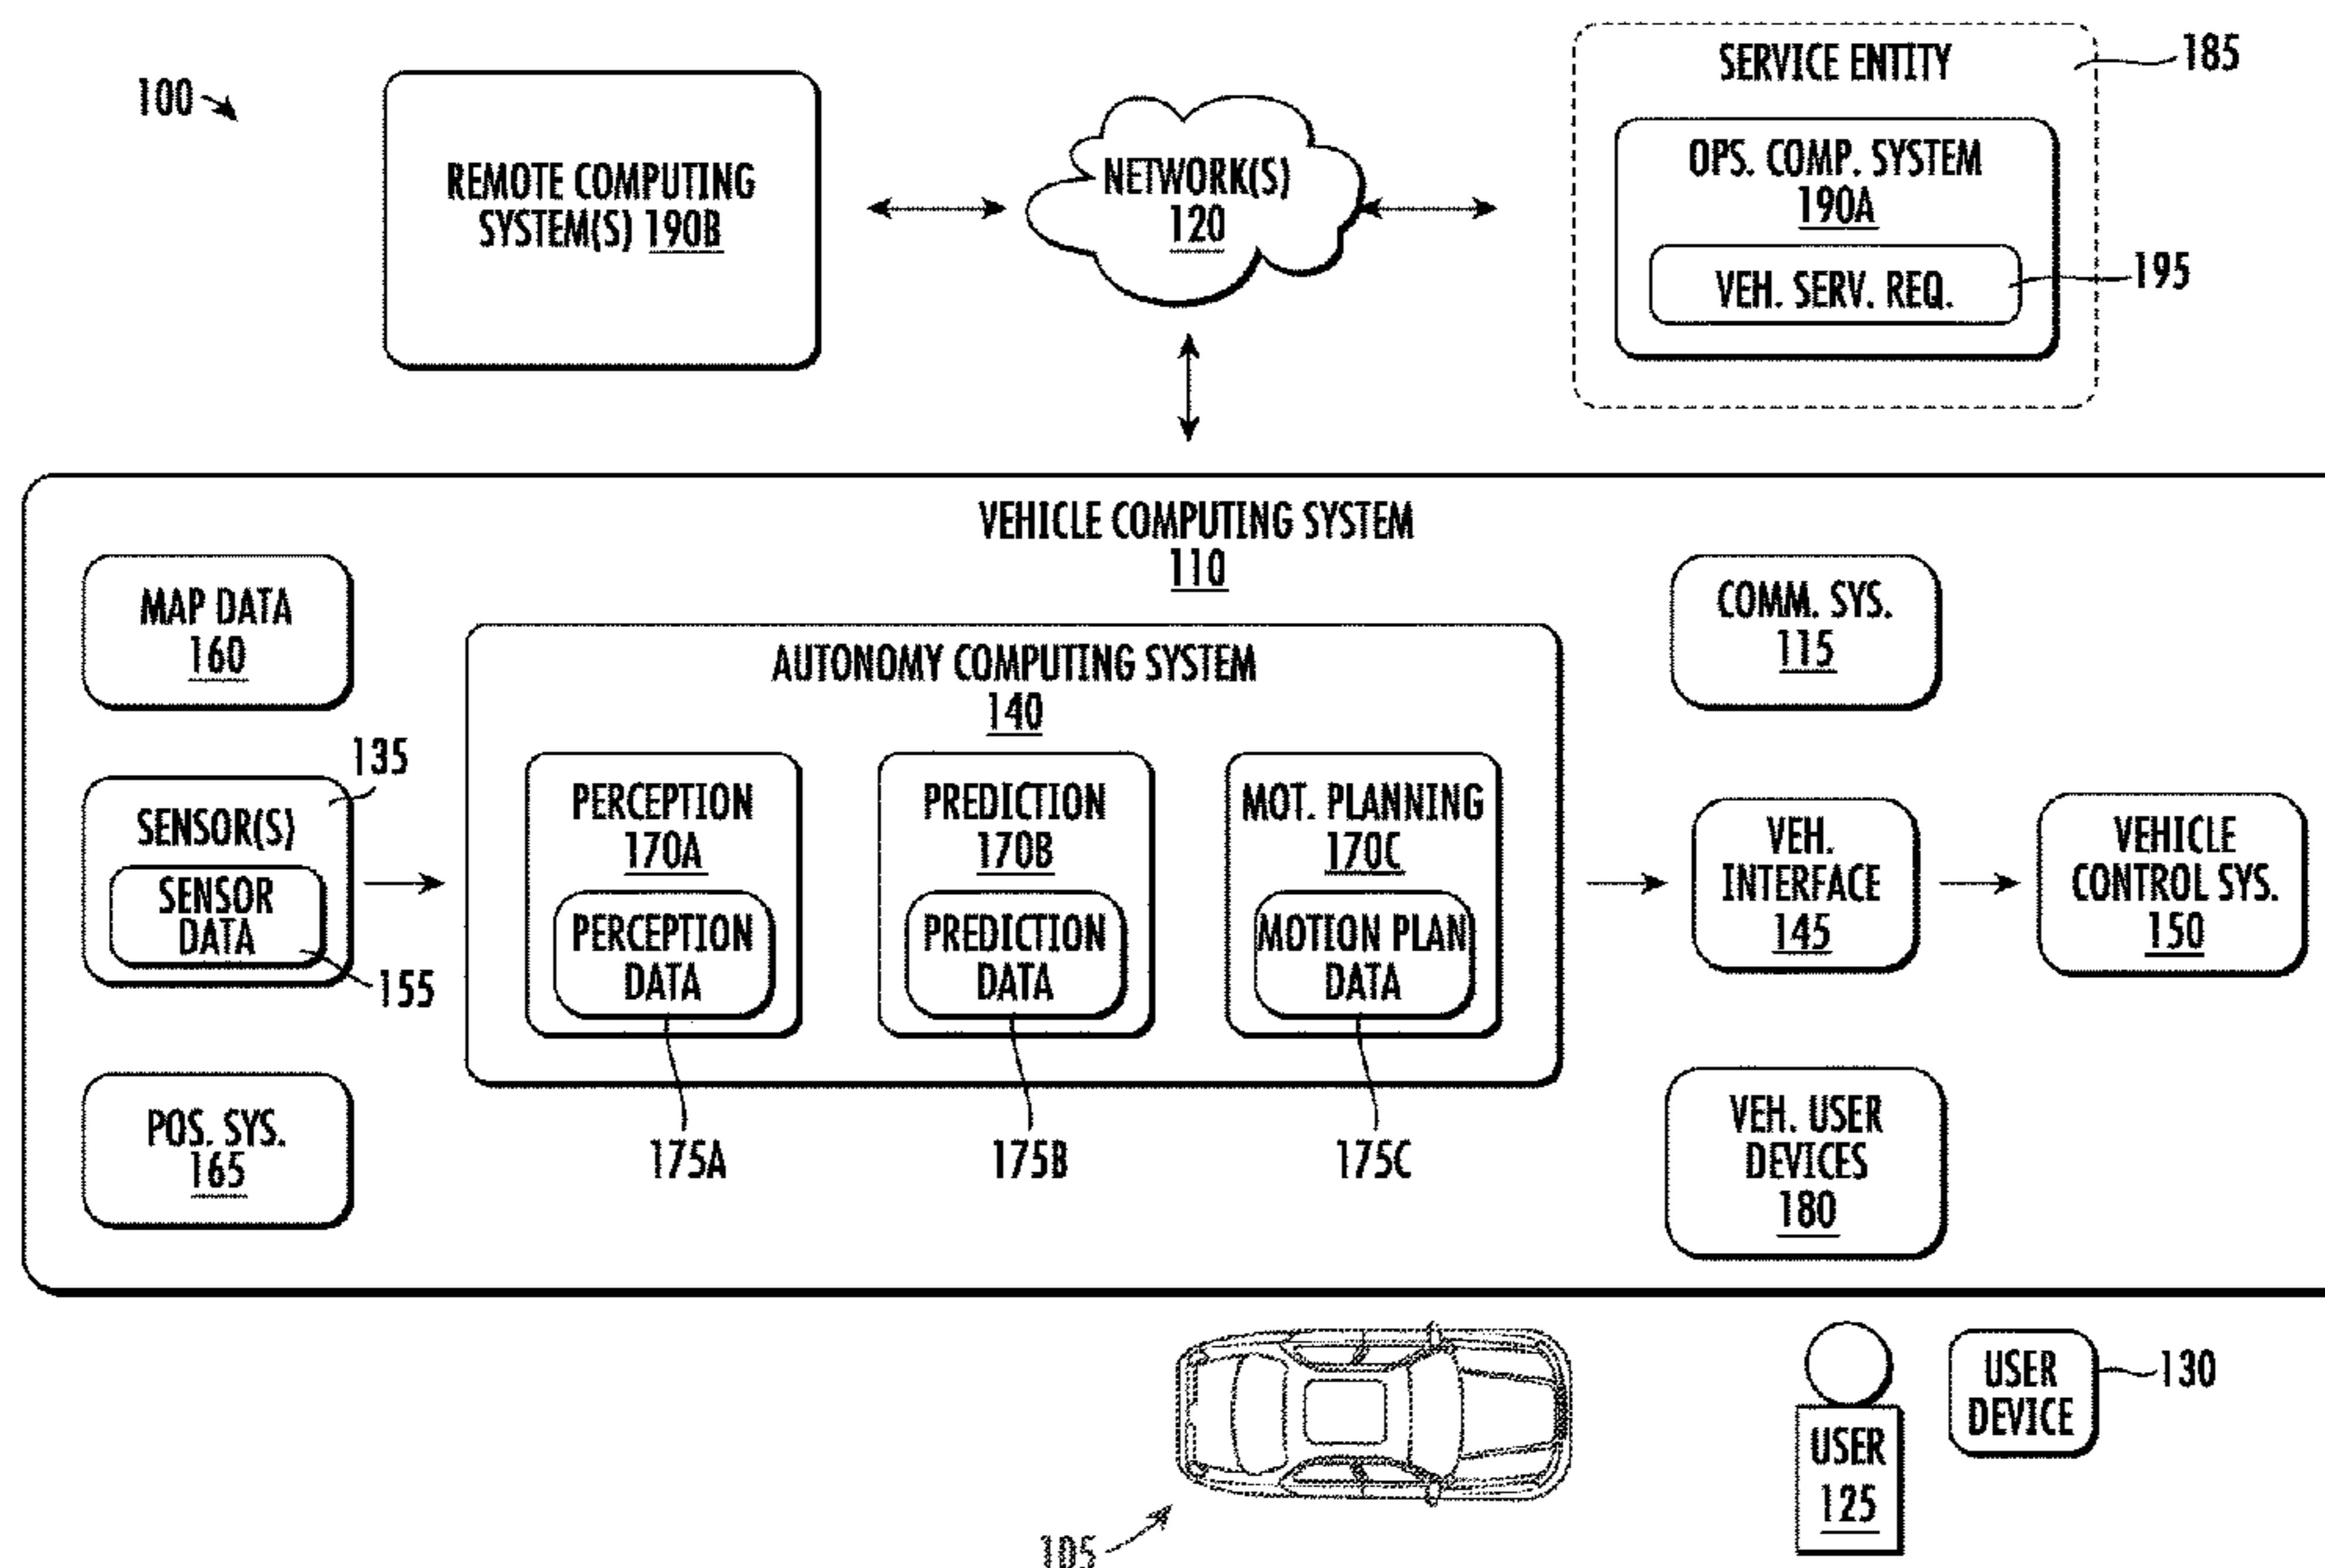 100
REMOTE COMPUTING
SYSTEM(S) 190B
NETWORK(S)
120
SERVICE ENTITY
185
OPS. COMP. SYSTEM
190A
VEH. SERV. REQ.
195
VEHICLE COMPUTING SYSTEM
110
MAP DATA
160
135
SENSOR(S)
SENSOR
DATA
155
POS. SYS.
165
AUTONOMY COMPUTING SYSTEM
140
PERCEPTION
170A
PERCEPTION
DATA
175A
PREDICTION
170B
PREDICTION
DATA
175B
MOT. PLANNING
170C
MOTION PLAN
DATA
175C
COMM. SYS.
115
VEH.
INTERFACE
145
VEHICLE
CONTROL SYS.
150
VEH. USER
DEVICES
180
105
USER
125
USER
DEVICE
130